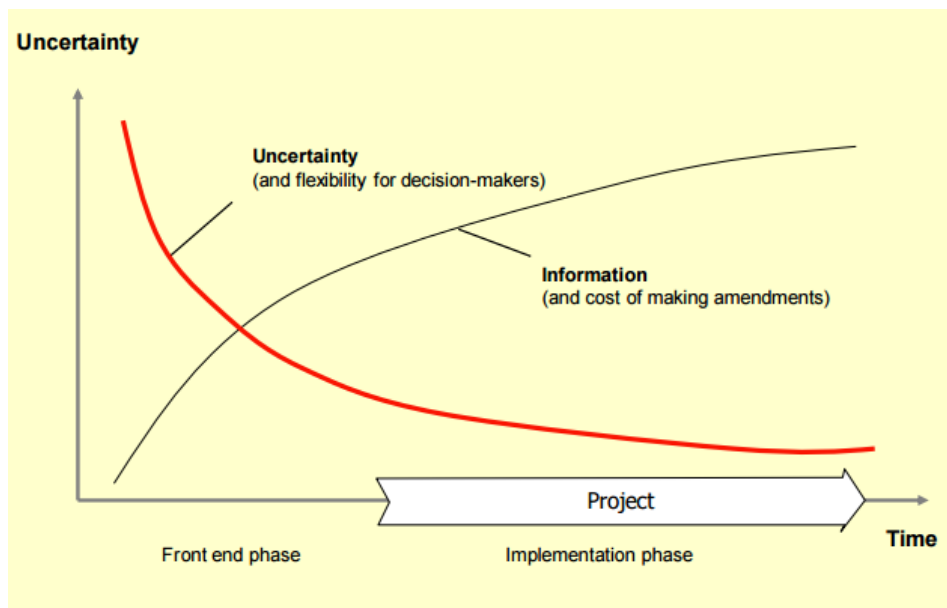 Uncertainty
Uncertainty
(and flexibility for decision-makers)
Information
(and cost of making amendments)
Project
Time
Front end phase
Implementation phase